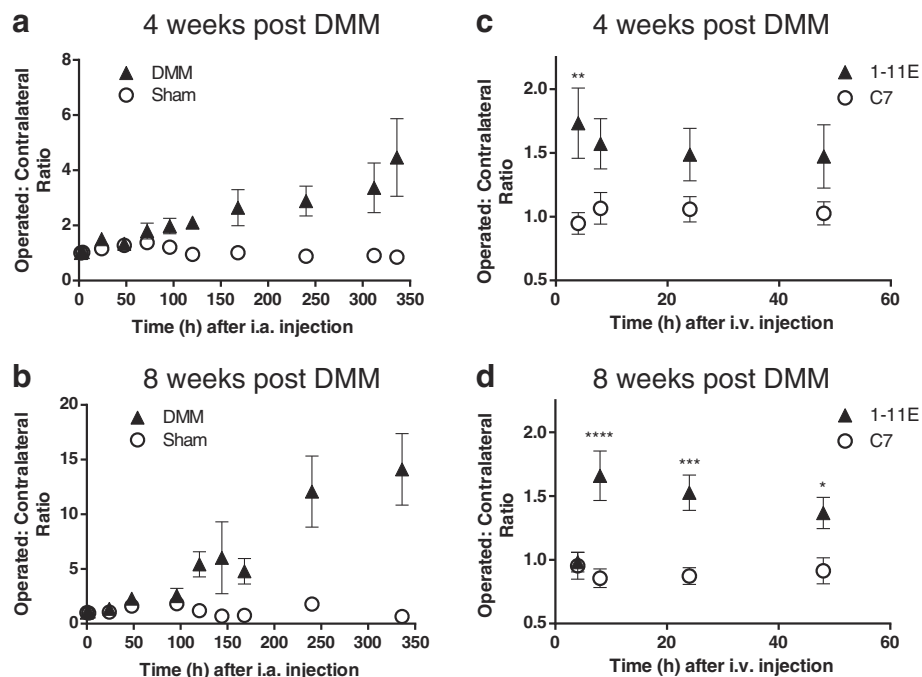 a 4 weeks post DMM
8
6
4
2
0
DMM
Sham
Operated: Contralateral
Ratio
0 50 100 150 200 250 300 350
Time (h) after i.a. injection
c 4 weeks post DMM
2.0
1.5
1.0
0.5
**
1-11E
C7
Operated: Contralateral
Ratio
0 20 40 60
Time (h) after i.v. injection
b 8 weeks post DMM
20
15
10
5
0
DMM
Sham
Operated: Contralateral
Ratio
0 50 100 150 200 250 300 350
Time (h) after i.a. injection
d 8 weeks post DMM
2.0
1.5
1.0
0.5
****
***
*
1-11E
C7
Operated: Contralateral
Ratio
0 20 40 60
Time (h) after i.v. injection